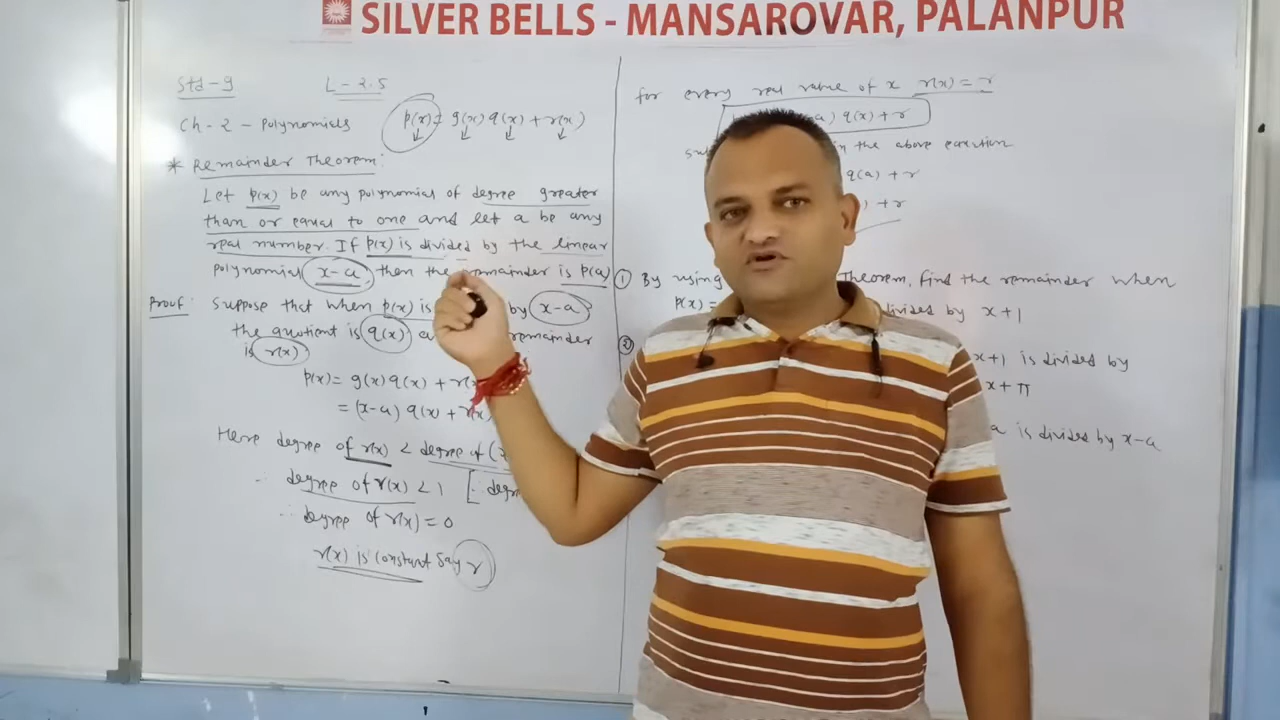 SILVER BELLS - MANSAROVAR, PALANPUR
Std-9 L-2.5
Ch-2-Polynomials p(x)= g(x) q(x) + r(x)
* Remainder Theorem:
Let p(x) be any polynomial of degree greater
than or equal to one and let a be any
real number. If p(x) is divided by the linear
polynomial x-a, then the remainder is p(a)
Proof: Suppose that when p(x) is by x-a
the quotient is q(x) remainder
is r(x)
p(x)= g(x) q(x) +
= (x-a) q(x) + r(x)
Here degree of r(x) < degree of
∴ degree of r(x) < 1 [∵
∴ Degree of r(x) = 0
r(x) is constant say r
for every real value of x r(x) = r
) q(x) + r
the above equation
q(a) + r
) + r
① By using Theorem, find the remainder when
p(x) = divided by x+1
② x+1 is divided by
x+π
a is divided by x-a